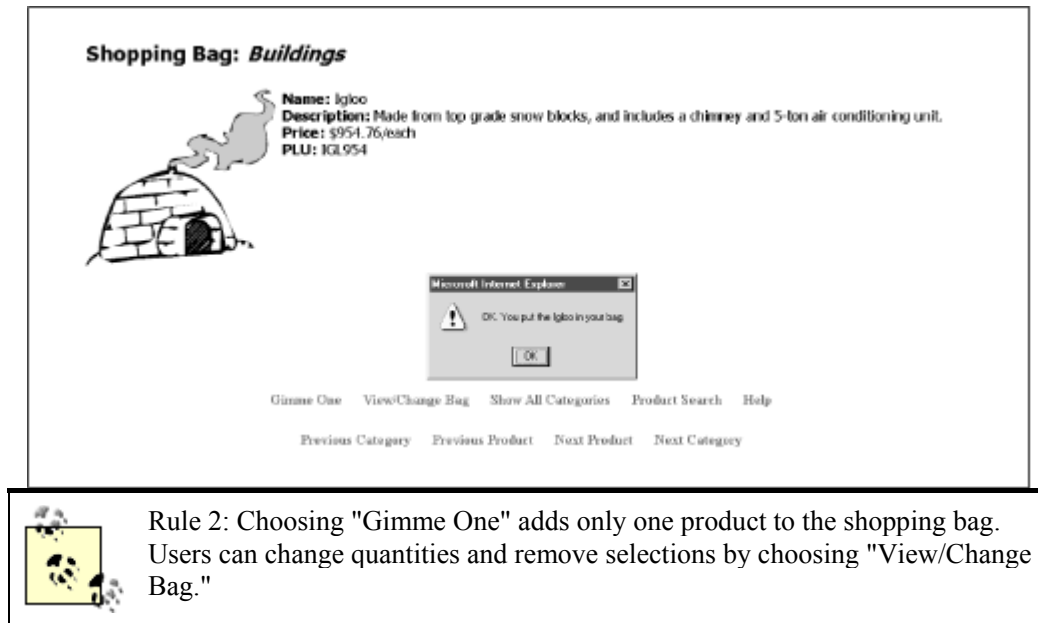 Shopping Bag: Buildings
Name: Igloo
Description: Made from top grade snow blocks, and includes a chimney and 5-ton air conditioning unit.
Price: $954.76/each
PLU: IGL954
Microsoft Internet Explorer
OK. You put the Igloo in your bag
OK
Gimme One View/Change Bag Show All Categories Product Search Help
Previous Category Previous Product Next Product Next Category
Rule 2: Choosing "Gimme One" adds only one product to the shopping bag.
Users can change quantities and remove selections by choosing "View/Change
Bag."